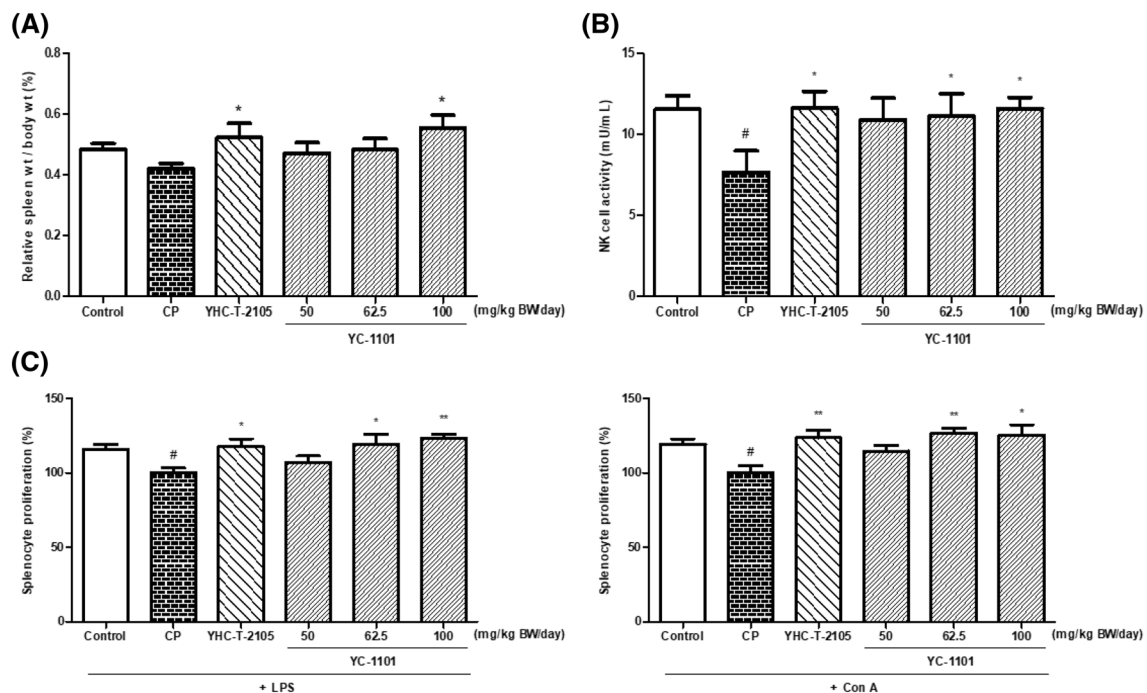 (A)
0.8
0.6
0.4
0.2
0.0
Relative spleen wt / body wt (%)
*
*
Control CP YHC-T-2105 50 62.5 100 (mg/kg BW/day)
YC-1101
(B)
15
10
5
0
NK cell activity (mU/mL)
#
*
*
*
Control CP YHC-T-2105 50 62.5 100 (mg/kg BW/day)
YC-1101
(C)
150
100
50
0
Splenocyte proliferation (%)
#
*
*
**
Control CP YHC-T-2105 50 62.5 100 (mg/kg BW/day)
YC-1101
+ LPS
150
100
50
0
Splenocyte proliferation (%)
#
**
**
*
Control CP YHC-T-2105 50 62.5 100 (mg/kg BW/day)
YC-1101
+ Con A